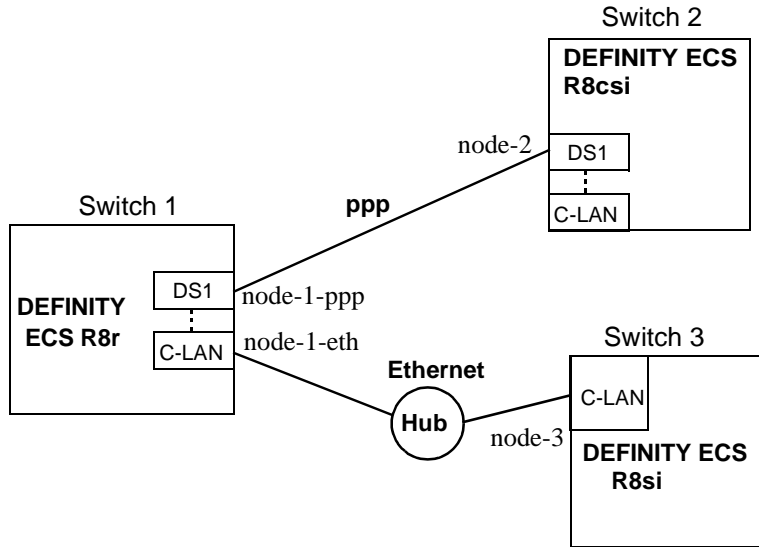 Switch 2
DEFINITY ECS
R8csi
node-2
DS1
ppp
C-LAN
Switch 1
DS1
node-1-ppp
DEFINITY
ECS R8r
C-LAN
node-1-eth
Switch 3
Ethernet
C-LAN
Hub
node-3
DEFINITY ECS
R8si